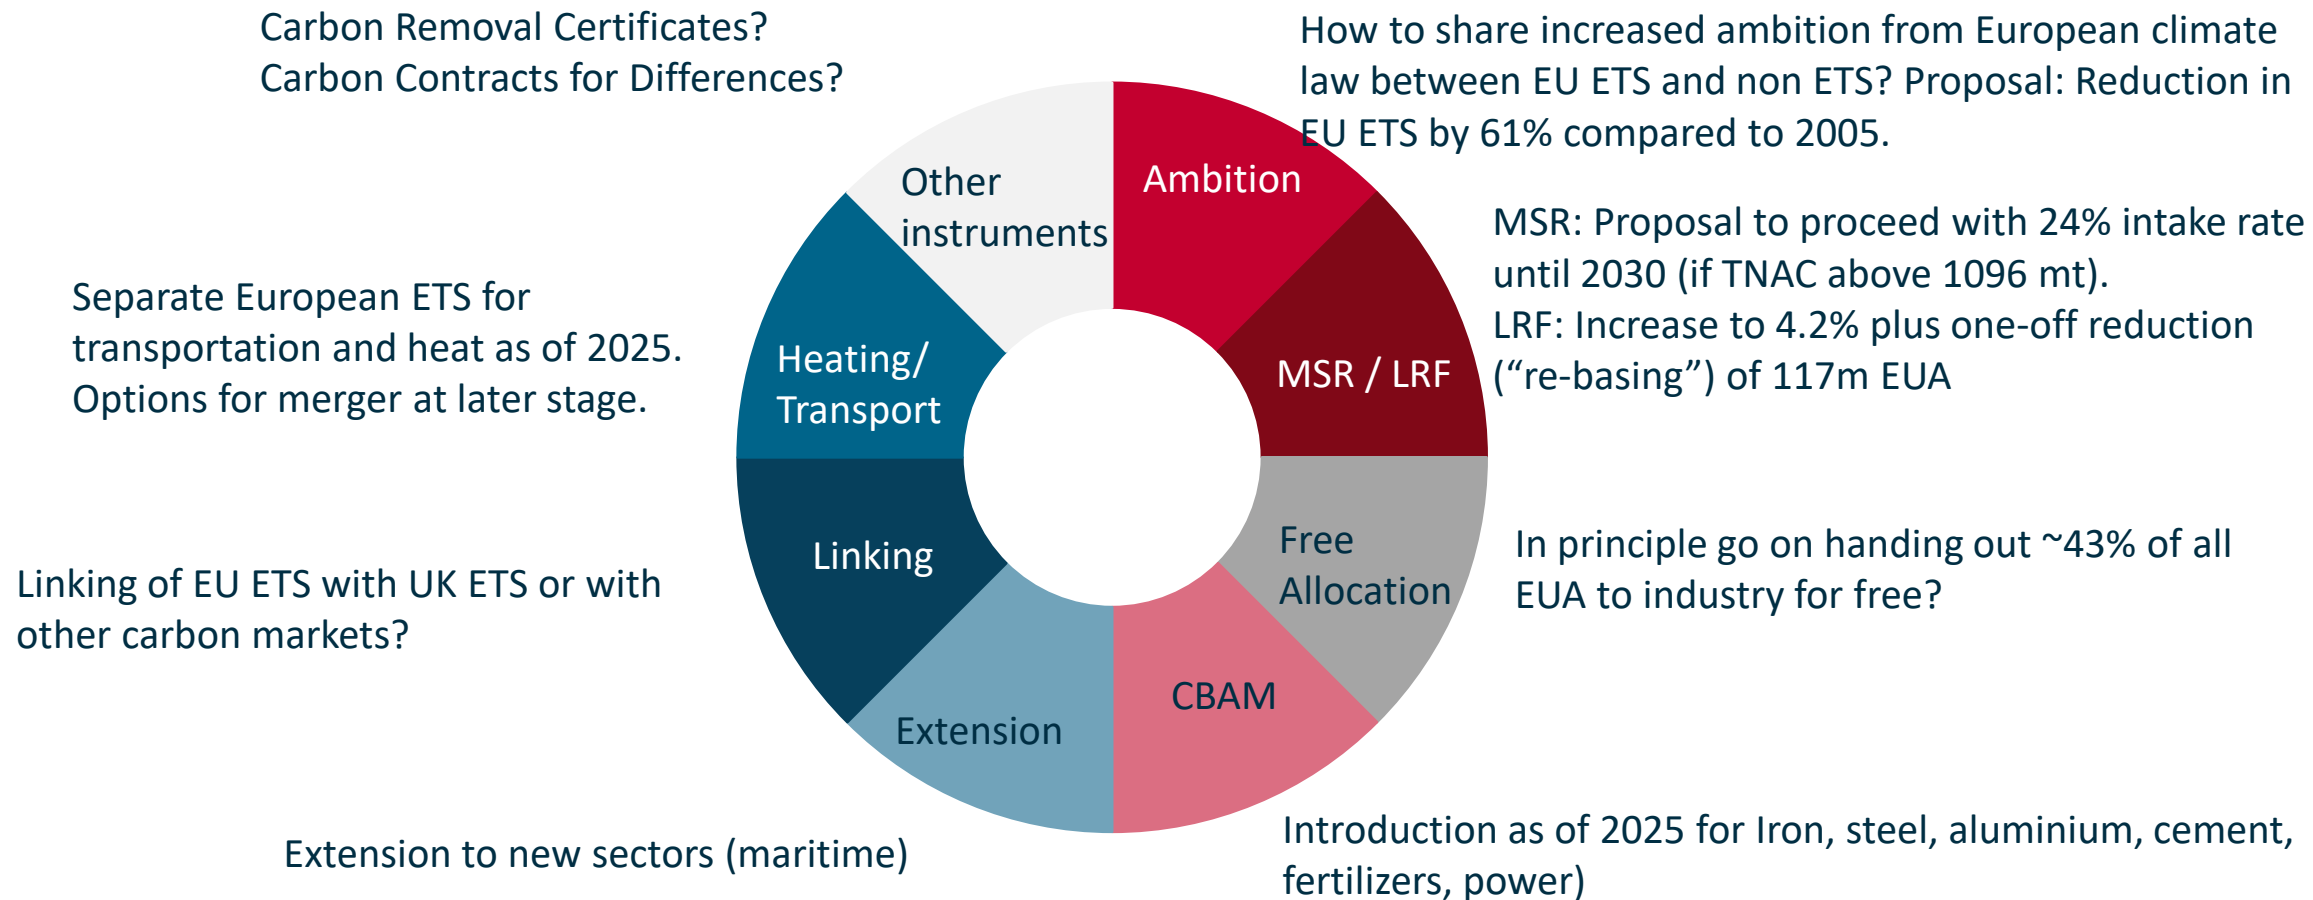 Carbon Removal Certificates?
Carbon Contracts for Differences?
How to share increased ambition from European climate
law between EU ETS and non ETS? Proposal: Reduction in
EU ETS by 61% compared to 2005.
Other
instruments
Ambition
MSR: Proposal to proceed with 24% intake rate
until 2030 (if TNAC above 1096 mt).
LRF: Increase to 4.2% plus one-off reduction
(“re-basing”) of 117m EUA
Separate European ETS for
transportation and heat as of 2025.
Options for merger at later stage.
Heating/
Transport
MSR / LRF
Linking
Free
Allocation
In principle go on handing out ~43% of all
EUA to industry for free?
Linking of EU ETS with UK ETS or with
other carbon markets?
Extension
CBAM
Extension to new sectors (maritime)
Introduction as of 2025 for Iron, steel, aluminium, cement,
fertilizers, power)